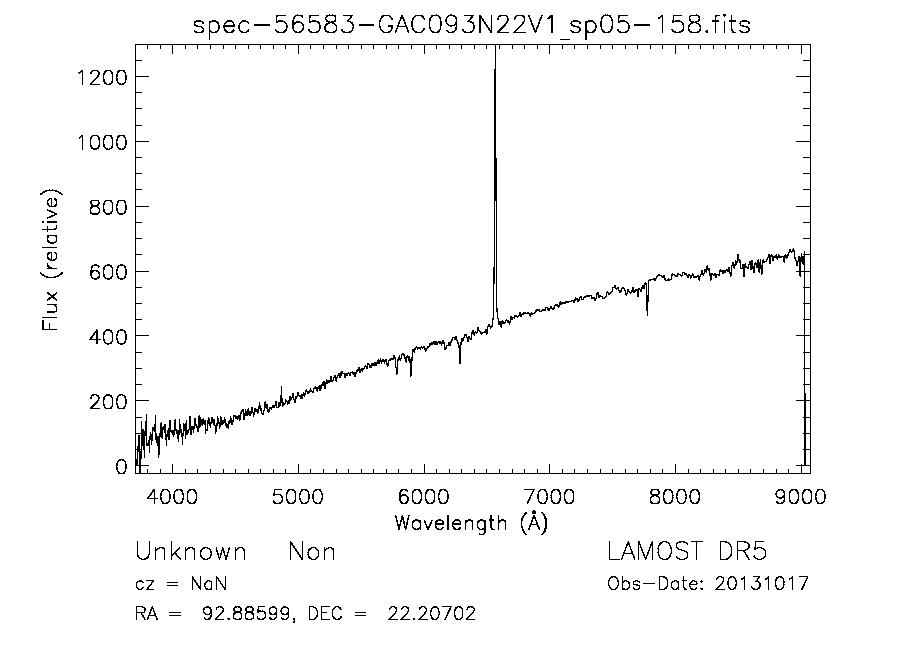 spec-56583-GAC093N22V1_sp05-158.fits
1200
1000
800
600
400
200
0
Flux (relative)
4000 5000 6000 7000 8000 9000
Wavelength (Å)
Unknown Non LAMOST DR5
cz = NaN Obs-Date: 20131017
RA = 92.88599, DEC = 22.20702